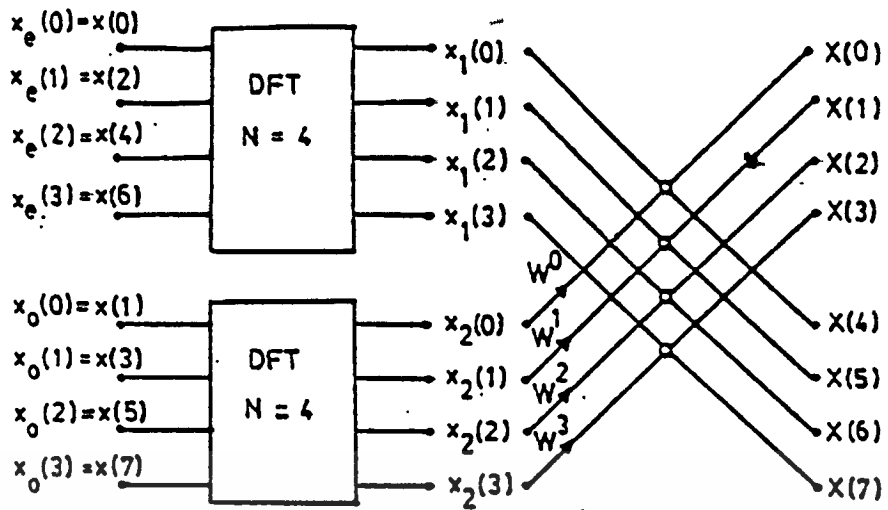 x_e(0)=x(0)
x_e(1)=x(2)
x_e(2)=x(4)
x_e(3)=x(6)
DFT
N = 4
x_1(0)
x_1(1)
x_1(2)
x_1(3)
X(0)
X(1)
X(2)
X(3)
x_o(0)=x(1)
x_o(1)=x(3)
x_o(2)=x(5)
x_o(3)=x(7)
DFT
N = 4
x_2(0)
x_2(1)
x_2(2)
x_2(3)
W^0
W^1
W^2
W^3
X(4)
X(5)
X(6)
X(7)